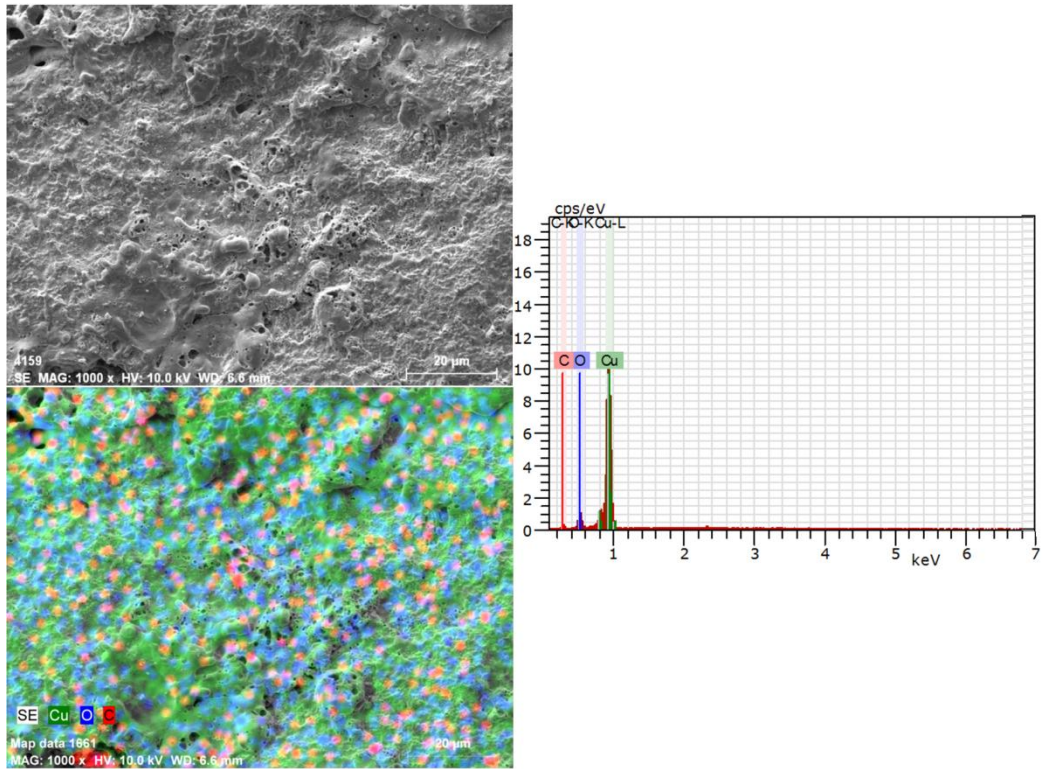 4159
20 µm
SE MAG: 1000 x HV: 10.0 kV WD: 6.6 mm
SE Cu O C
Map data 1661
20 µm
MAG: 1000 x HV: 10.0 kV WD: 6.6 mm
cps/eV
C-K O-K Cu-L
18
16
14
12
C O Cu
10
8
6
4
2
0
1 2 3 4 5 6 7
keV